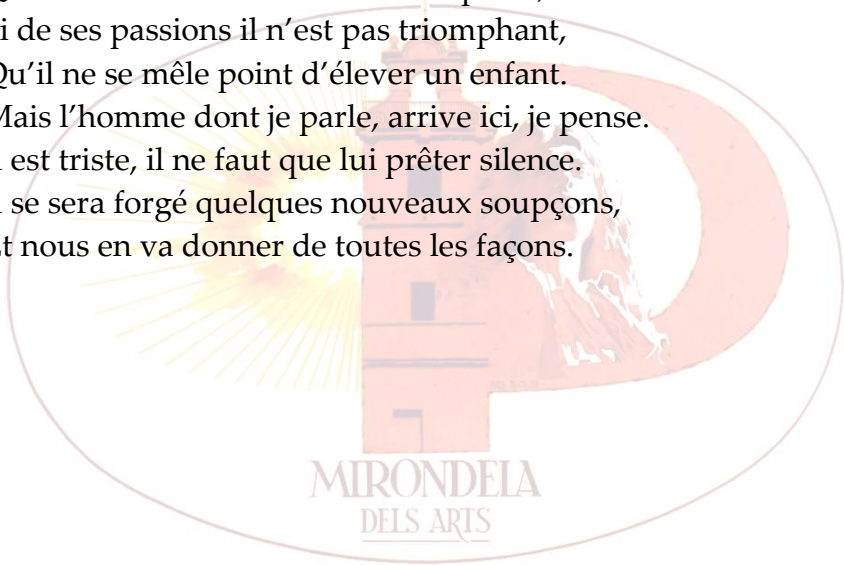 i de ses passions il n’est pas triomphant,
Qu’il ne se mêle point d’élever un enfant.
Mais l’homme dont je parle, arrive ici, je pense.
est triste, il ne faut que lui prêter silence.
se sera forgé quelques nouveaux soupçons,
Et nous en va donner de toutes les façons.
MIRONDELA
DELS ARTS